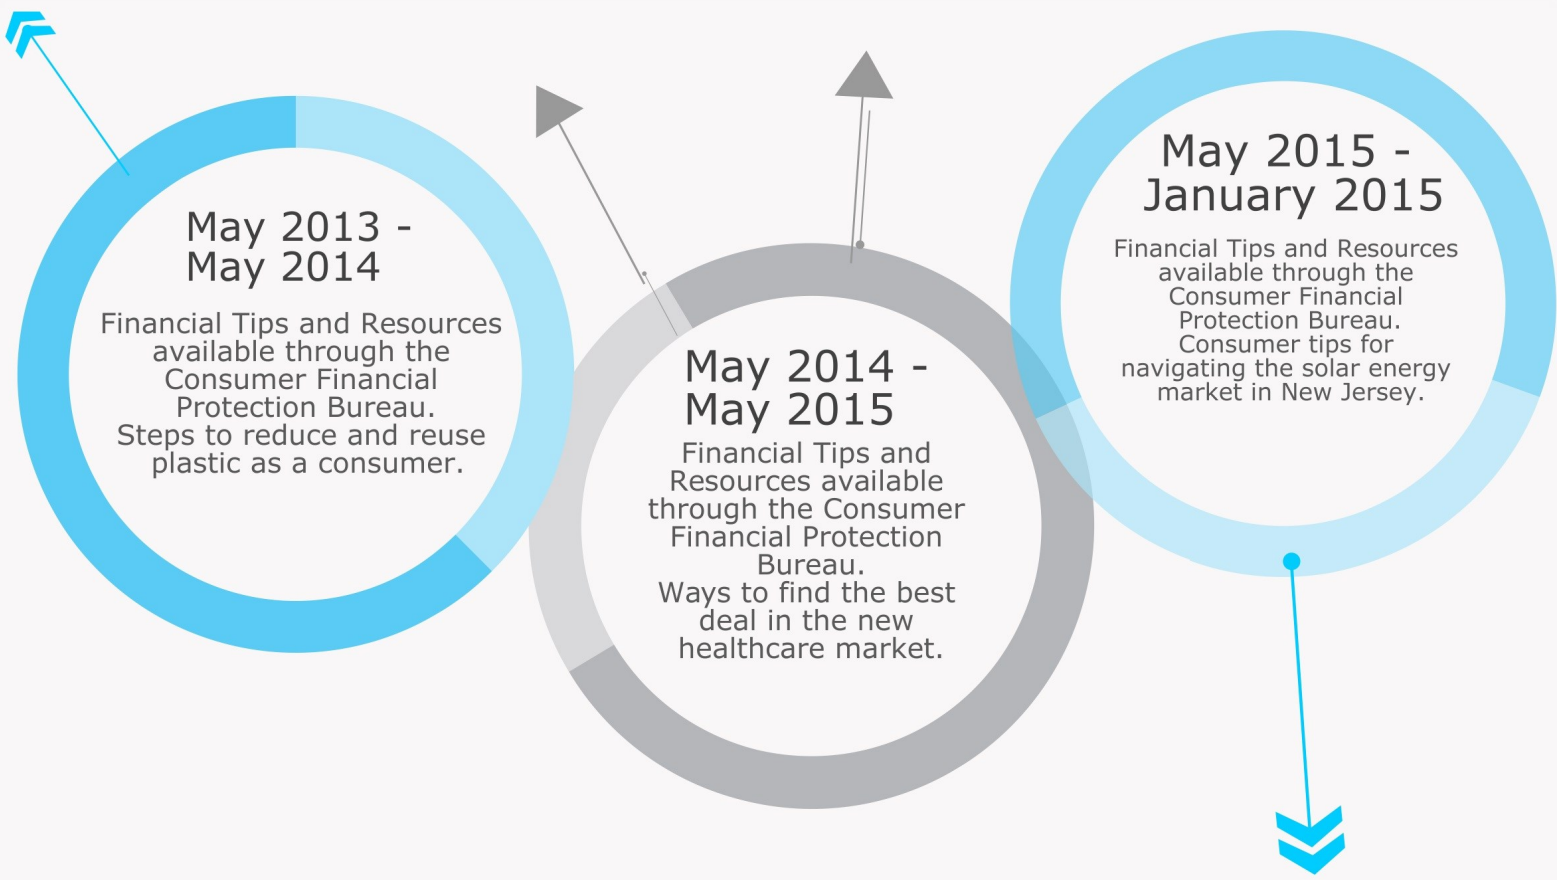 May 2013 -
May 2014
Financial Tips and Resources
available through the
Consumer Financial
Protection Bureau.
Steps to reduce and reuse
plastic as a consumer.
May 2014 -
May 2015
Financial Tips and
Resources available
through the Consumer
Financial Protection
Bureau.
Ways to find the best
deal in the new
healthcare market.
May 2015 -
January 2015
Financial Tips and Resources
available through the
Consumer Financial
Protection Bureau.
Consumer tips for
navigating the solar energy
market in New Jersey.